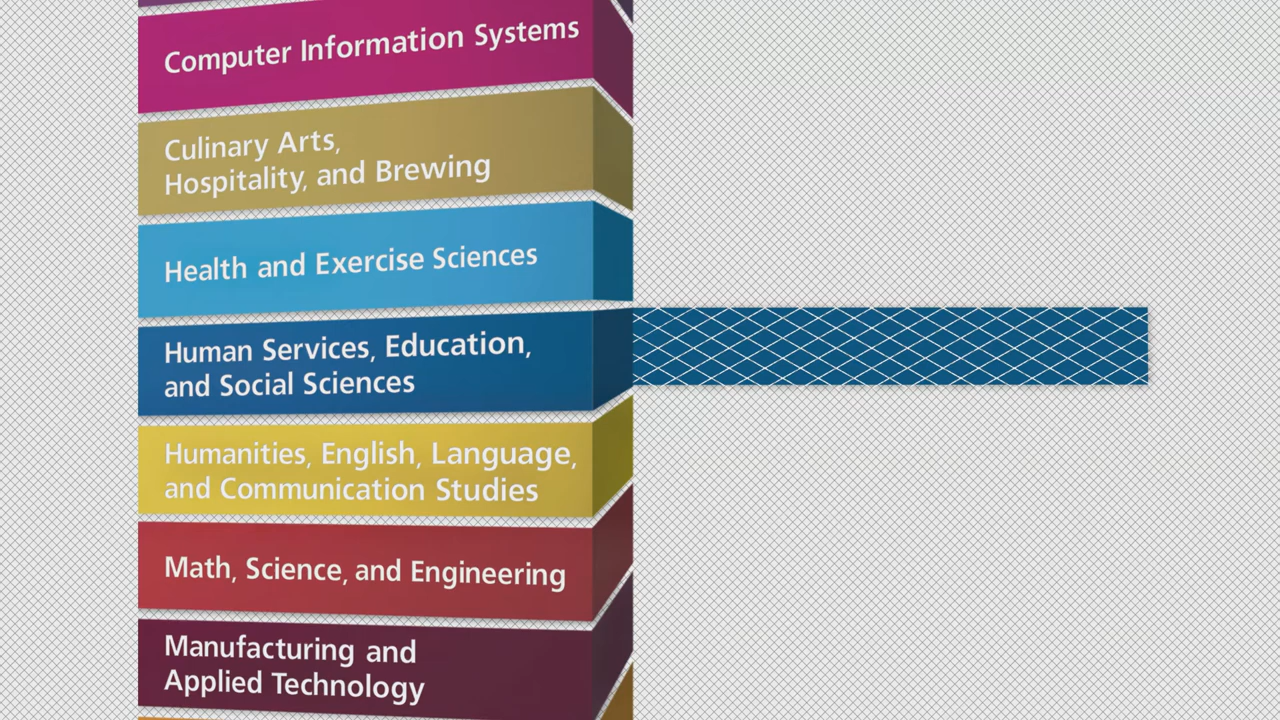 Computer Information Systems
Culinary Arts,
Hospitality, and Brewing
Health and Exercise Sciences
Human Services, Education,
and Social Sciences
Humanities, English, Language,
and Communication Studies
Math, Science, and Engineering
Manufacturing and
Applied Technology